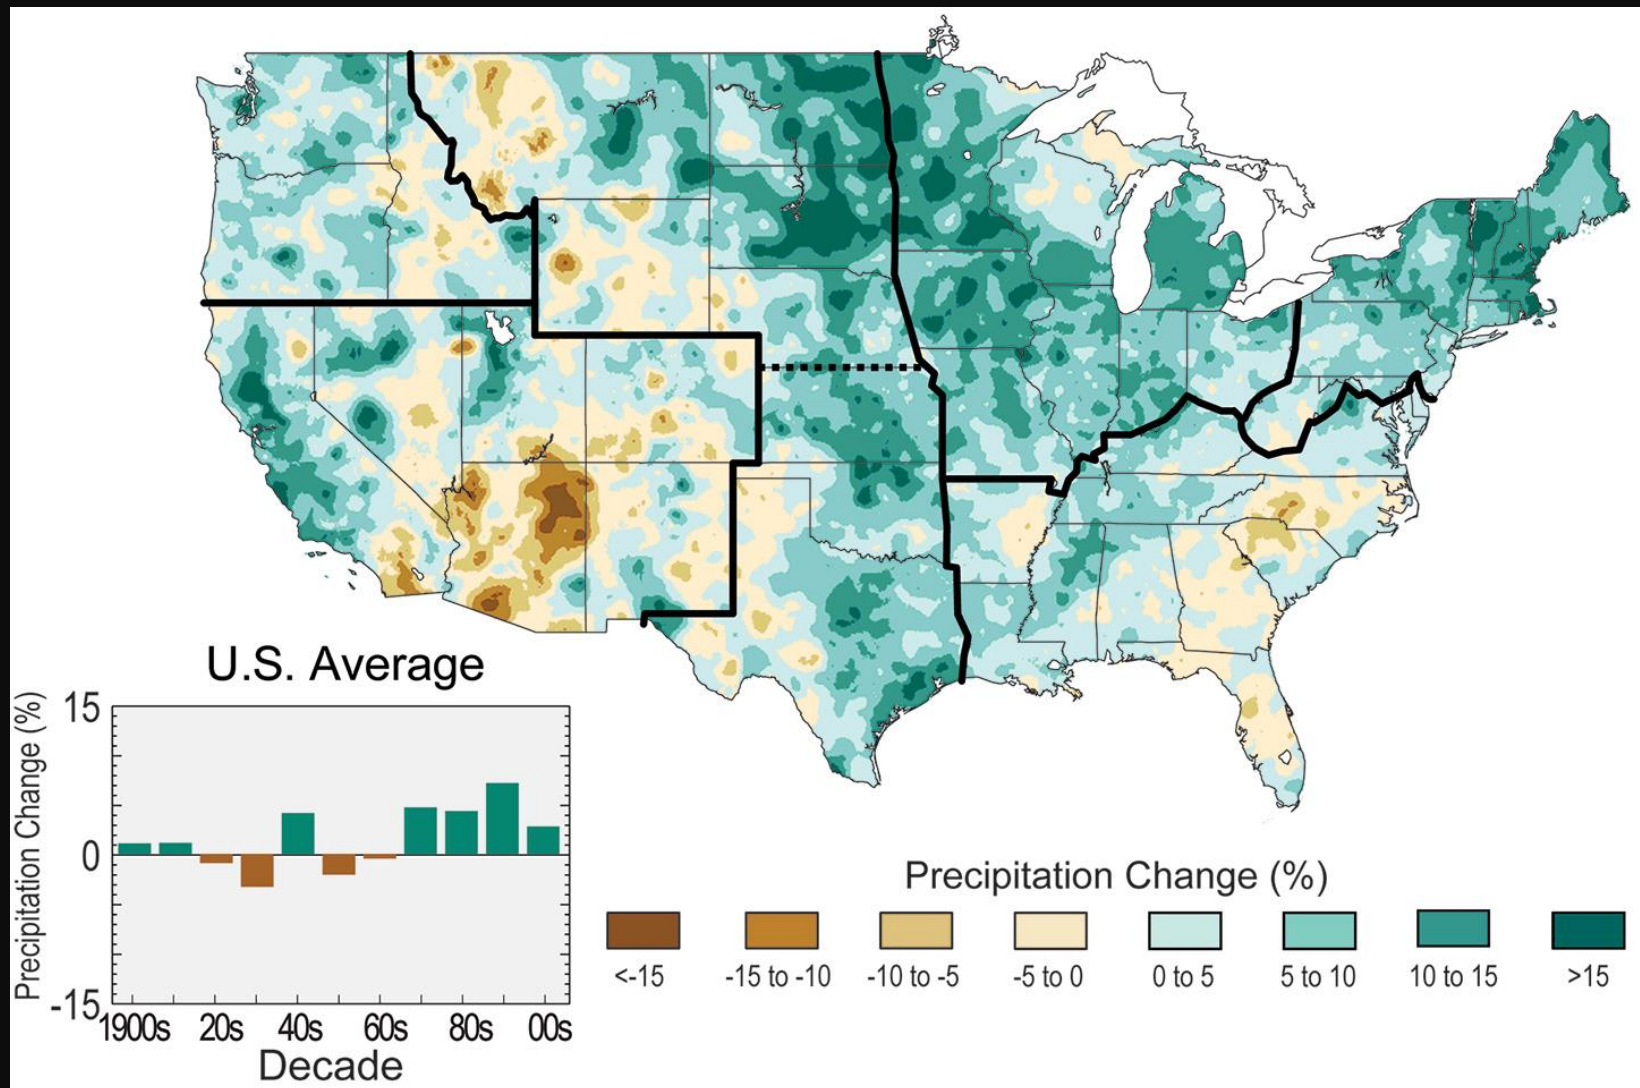 U.S. Average
Precipitation Change (%)
15
0
-15
1900s 20s 40s 60s 80s 00s
Decade
Precipitation Change (%)
<-15 -15 to -10 -10 to -5 -5 to 0 0 to 5 5 to 10 10 to 15 >15